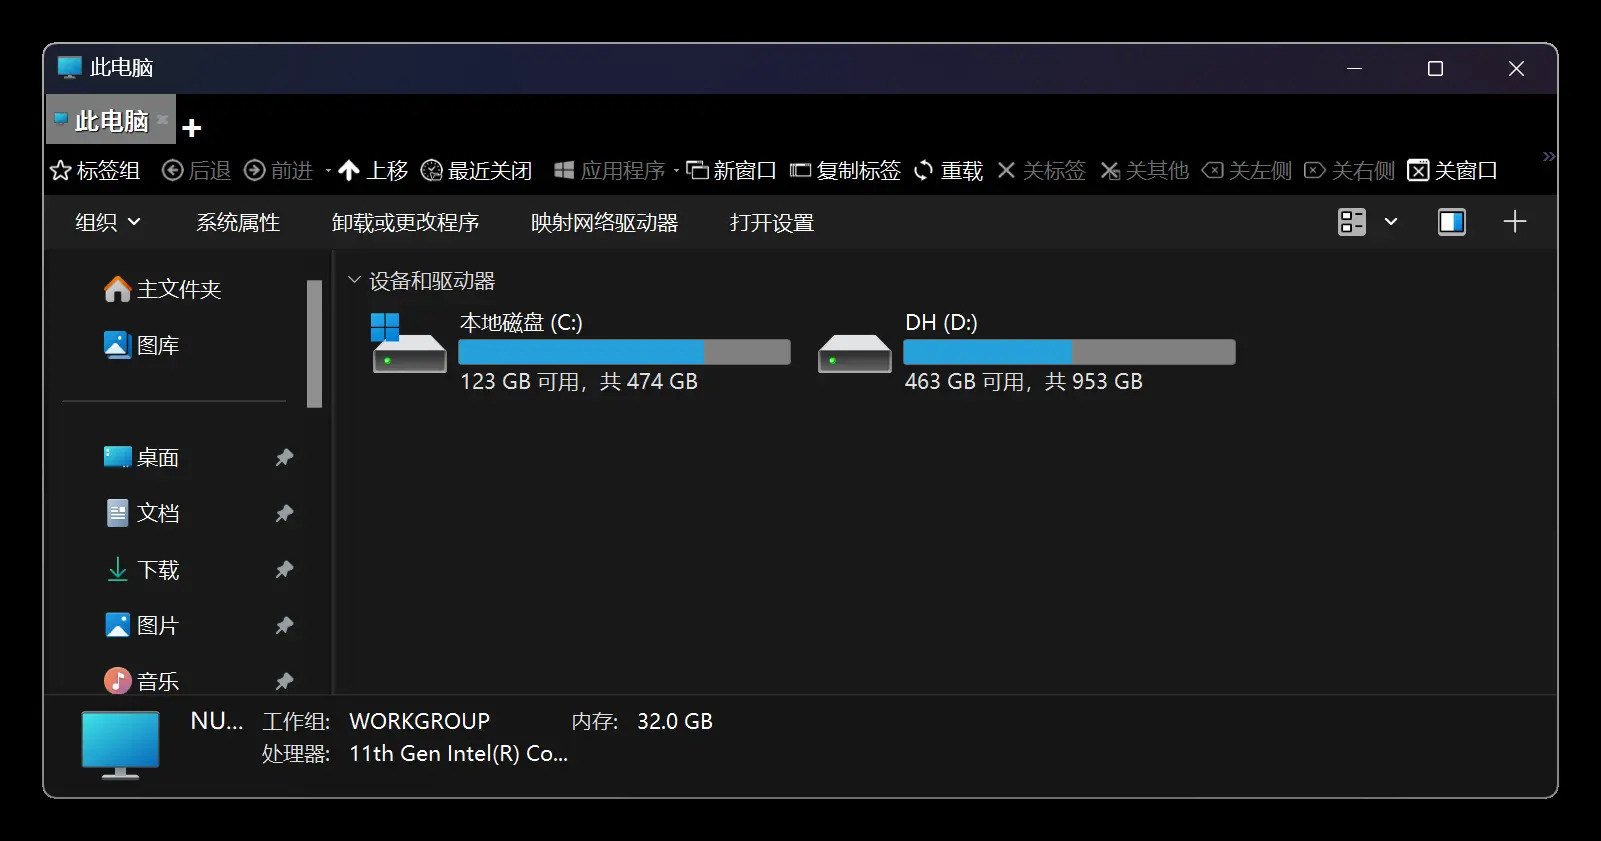 此电脑
此电脑
标签组 后退 前进 上移 最近关闭 应用程序 新窗口 复制标签 重载 关标签 关其他 关左侧 关右侧 关窗口
组织 系统属性 卸载或更改程序 映射网络驱动器 打开设置
主文件夹
图库
桌面
文档
下载
图片
音乐
设备和驱动器
本地磁盘 (C:)
123 GB 可用，共 474 GB
DH (D:)
463 GB 可用，共 953 GB
NU... 工作组: WORKGROUP 内存: 32.0 GB
处理器: 11th Gen Intel(R) Co...